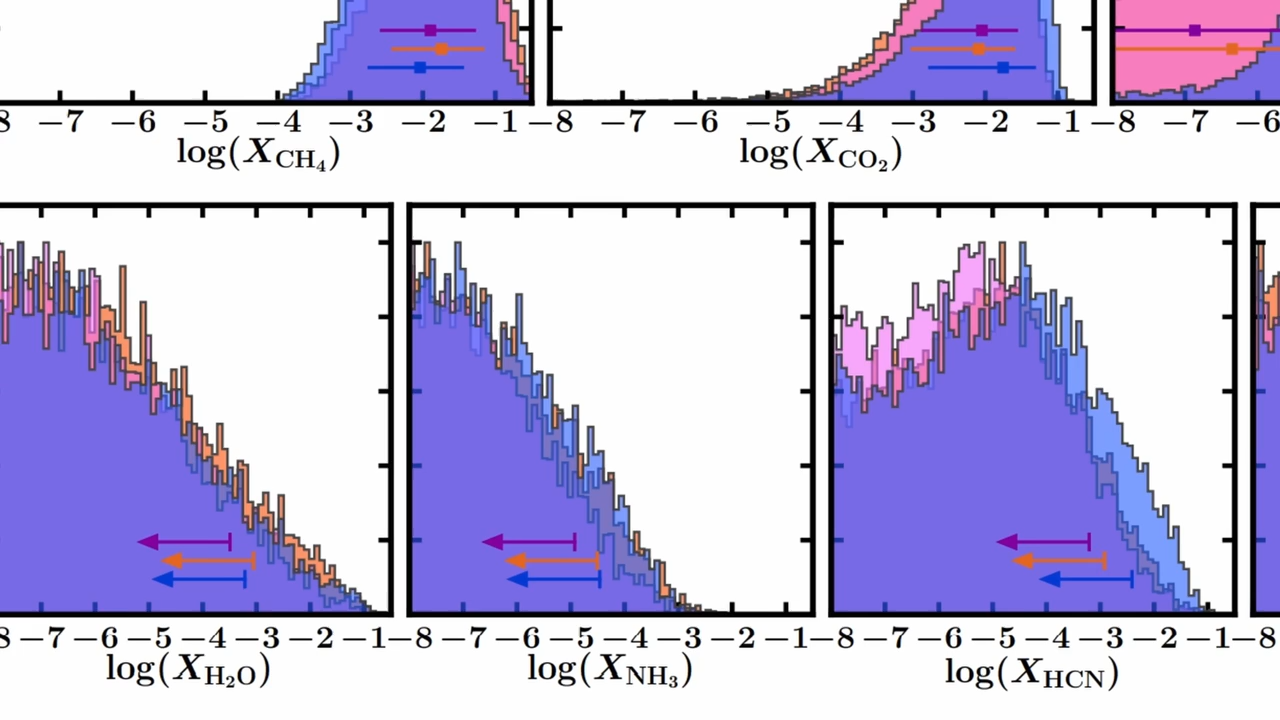 8 −7 −6 −5 −4 −3 −2 −1 −8 −7 −6 −5 −4 −3 −2 −1 −8 −7 −6
log(X_CH₄) log(X_CO₂)
8 −7 −6 −5 −4 −3 −2 −1 −8 −7 −6 −5 −4 −3 −2 −1 −8 −7 −6 −5 −4 −3 −2 −1 −8
log(X_H₂O) log(X_NH₃) log(X_HCN)